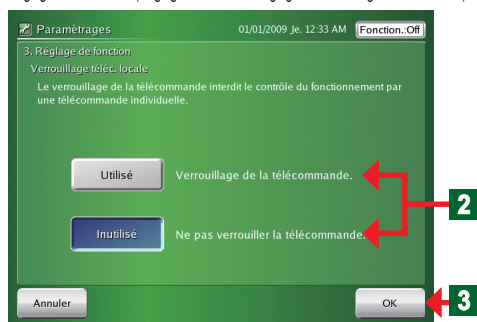 Paramètrages 01/01/2009 Je. 12:33 AM Fonction.:Off
3. Réglage de fonction
Verrouillage téléc. locale
Le verrouillage de la télécommande interdit le contrôle du fonctionnement par
une télécommande individuelle.
Utilisé Verrouillage de la télécommande.
2
Inutilisé Ne pas verrouiller la télécommande.
Annuler OK 3